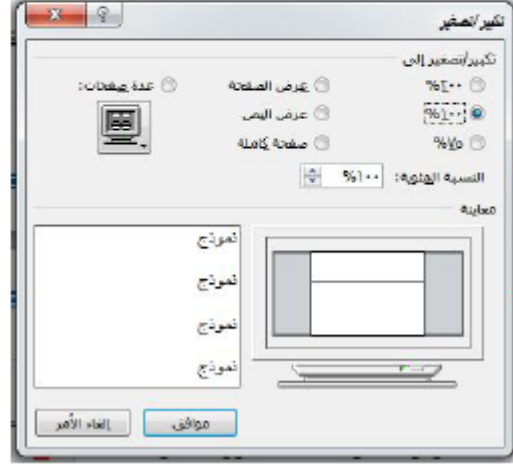 تكبير/تصغير
تكبير/تصغير إلى
٢٠٠% عرض الصفحة عدة صفحات:
١٠٠% عرض النص
٧٥% صفحة كاملة
النسبة المئوية: ١٠٠%
معاينة
نموذج
نموذج
نموذج
نموذج
موافق إلغاء الأمر